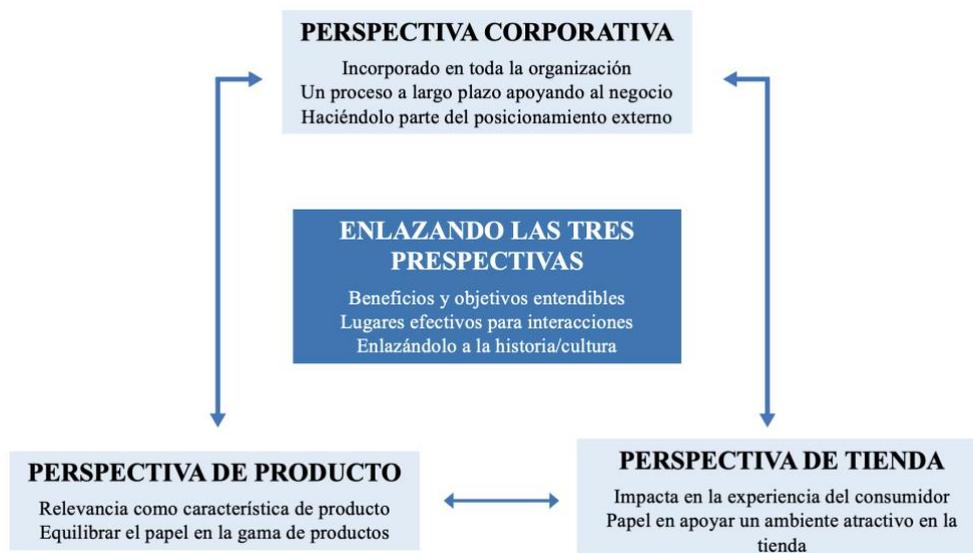 PERSPECTIVA CORPORATIVA
Incorporado en toda la organización
Un proceso a largo plazo apoyando al negocio
Haciéndolo parte del posicionamiento externo
ENLAZANDO LAS TRES
PRESPECTIVAS
Beneficios y objetivos entendibles
Lugares efectivos para interacciones
Enlazándolo a la historia/cultura
PERSPECTIVA DE PRODUCTO
Relevancia como característica de producto
Equilibrar el papel en la gama de productos
PERSPECTIVA DE TIENDA
Impacta en la experiencia del consumidor
Papel en apoyar un ambiente atractivo en la
tienda